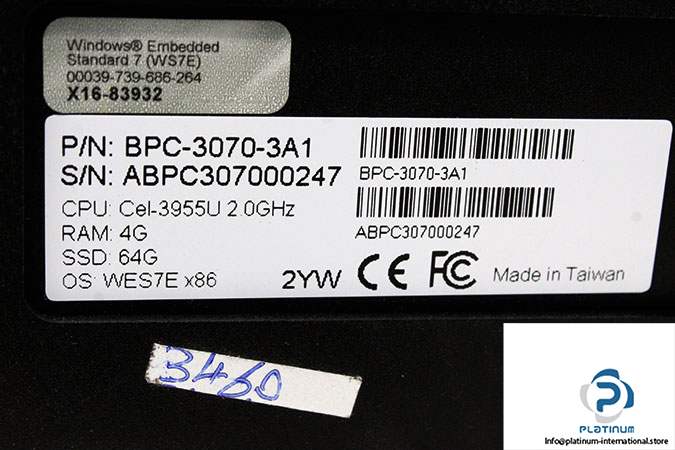 Windows® Embedded
Standard 7 (WS7E)
00039-739-686-264
X16-83932
P/N: BPC-3070-3A1
BPC-3070-3A1
S/N: ABPC307000247
ABPC307000247
CPU: Cel-3955U 2.0GHz
RAM: 4G
SSD: 64G
OS: WES7E x86
2YW CE FC Made in Taiwan
3460
PLATINUM
Info@platinum-international.store